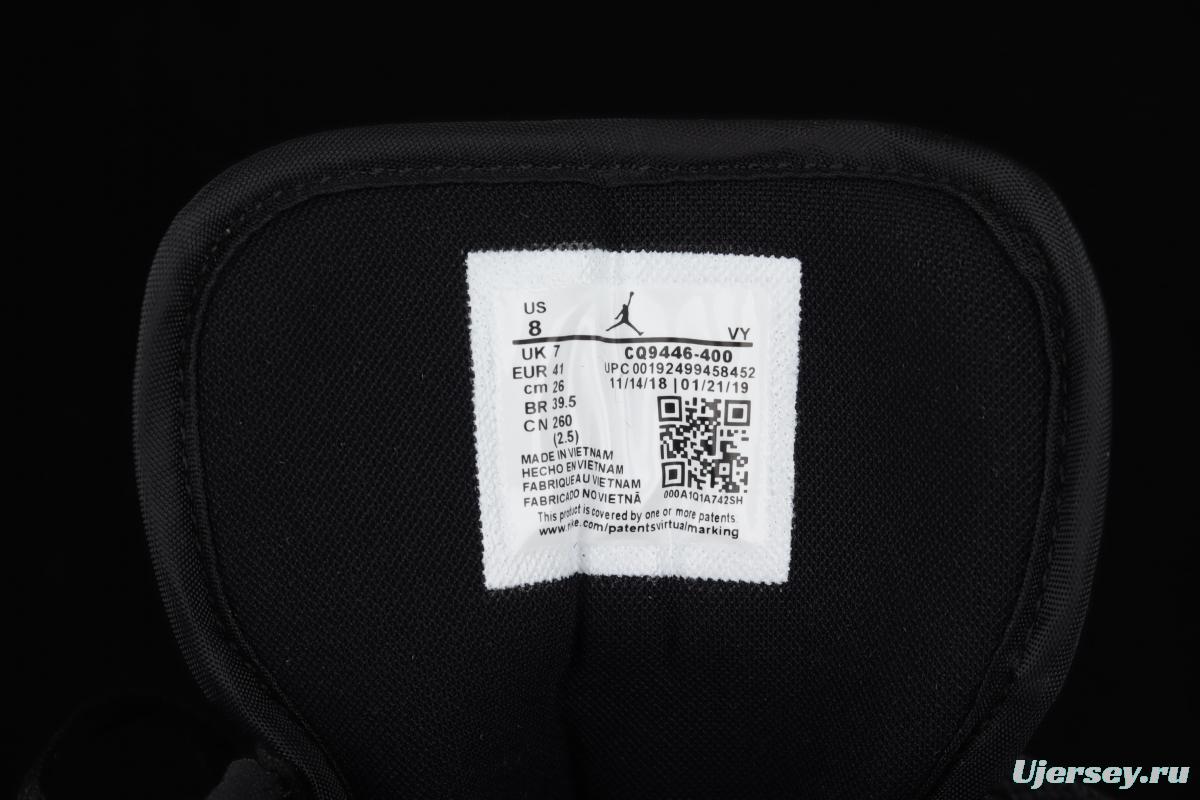 US
8
VY
UK 7
EUR 41
cm 26
BR 39.5
CN 260
(2.5)
CQ9446-400
UPC 00192499458452
11/14/18 | 01/21/19
000A1Q1A742SH
MADE IN VIETNAM
HECHO EN VIETNAM
FABRIQUE AU VIETNAM
FABRICADO NO VIETNÃ
This product is covered by one or more patents.
www.nike.com/patentsvirtualmarking
Ujersey.ru